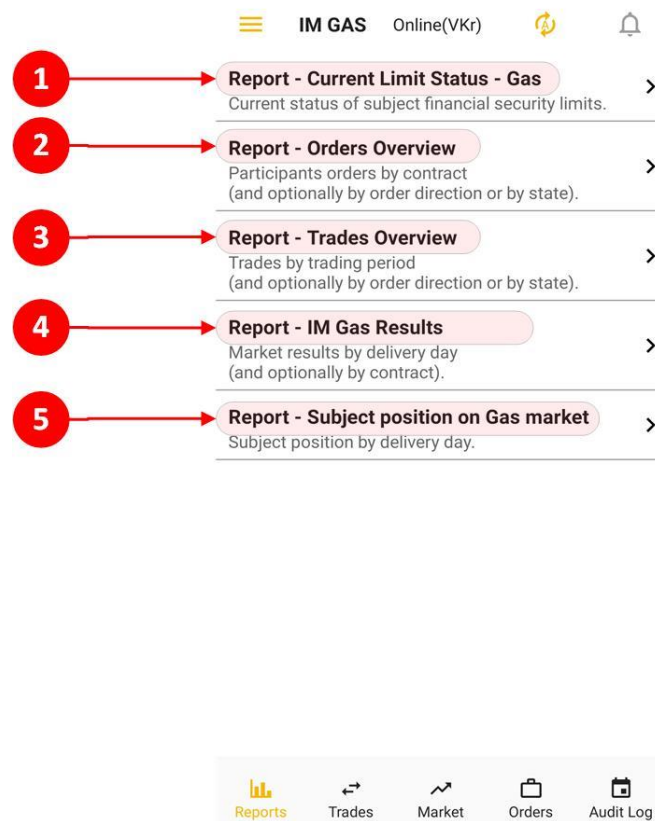 IM GAS Online(VKr)
1
Report - Current Limit Status - Gas
Current status of subject financial security limits.
2
Report - Orders Overview
Participants orders by contract
(and optionally by order direction or by state).
3
Report - Trades Overview
Trades by trading period
(and optionally by order direction or by state).
4
Report - IM Gas Results
Market results by delivery day
(and optionally by contract).
5
Report - Subject position on Gas market
Subject position by delivery day.
Reports Trades Market Orders Audit Log